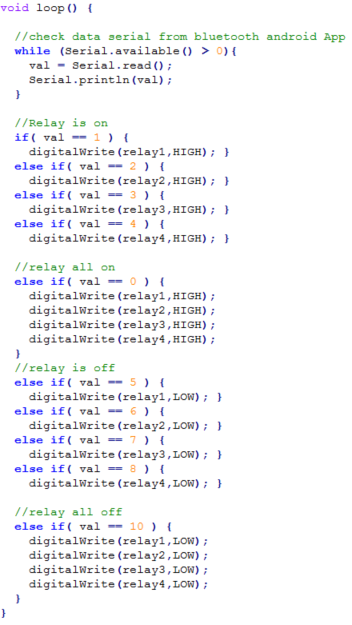 void loop() {
//check data serial from bluetooth android App
while (Serial.available() > 0){
val = Serial.read();
Serial.println(val);
}
//Relay is on
if( val == 1 ) {
digitalWrite(relay1,HIGH); }
else if( val == 2 ) {
digitalWrite(relay2,HIGH); }
else if( val == 3 ) {
digitalWrite(relay3,HIGH); }
else if( val == 4 ) {
digitalWrite(relay4,HIGH); }
//relay all on
else if( val == 0 ) {
digitalWrite(relay1,HIGH);
digitalWrite(relay2,HIGH);
digitalWrite(relay3,HIGH);
digitalWrite(relay4,HIGH);
}
//relay is off
else if( val == 5 ) {
digitalWrite(relay1,LOW); }
else if( val == 6 ) {
digitalWrite(relay2,LOW); }
else if( val == 7 ) {
digitalWrite(relay3,LOW); }
else if( val == 8 ) {
digitalWrite(relay4,LOW); }
//relay all off
else if( val == 10 ) {
digitalWrite(relay1,LOW);
digitalWrite(relay2,LOW);
digitalWrite(relay3,LOW);
digitalWrite(relay4,LOW);
}
}